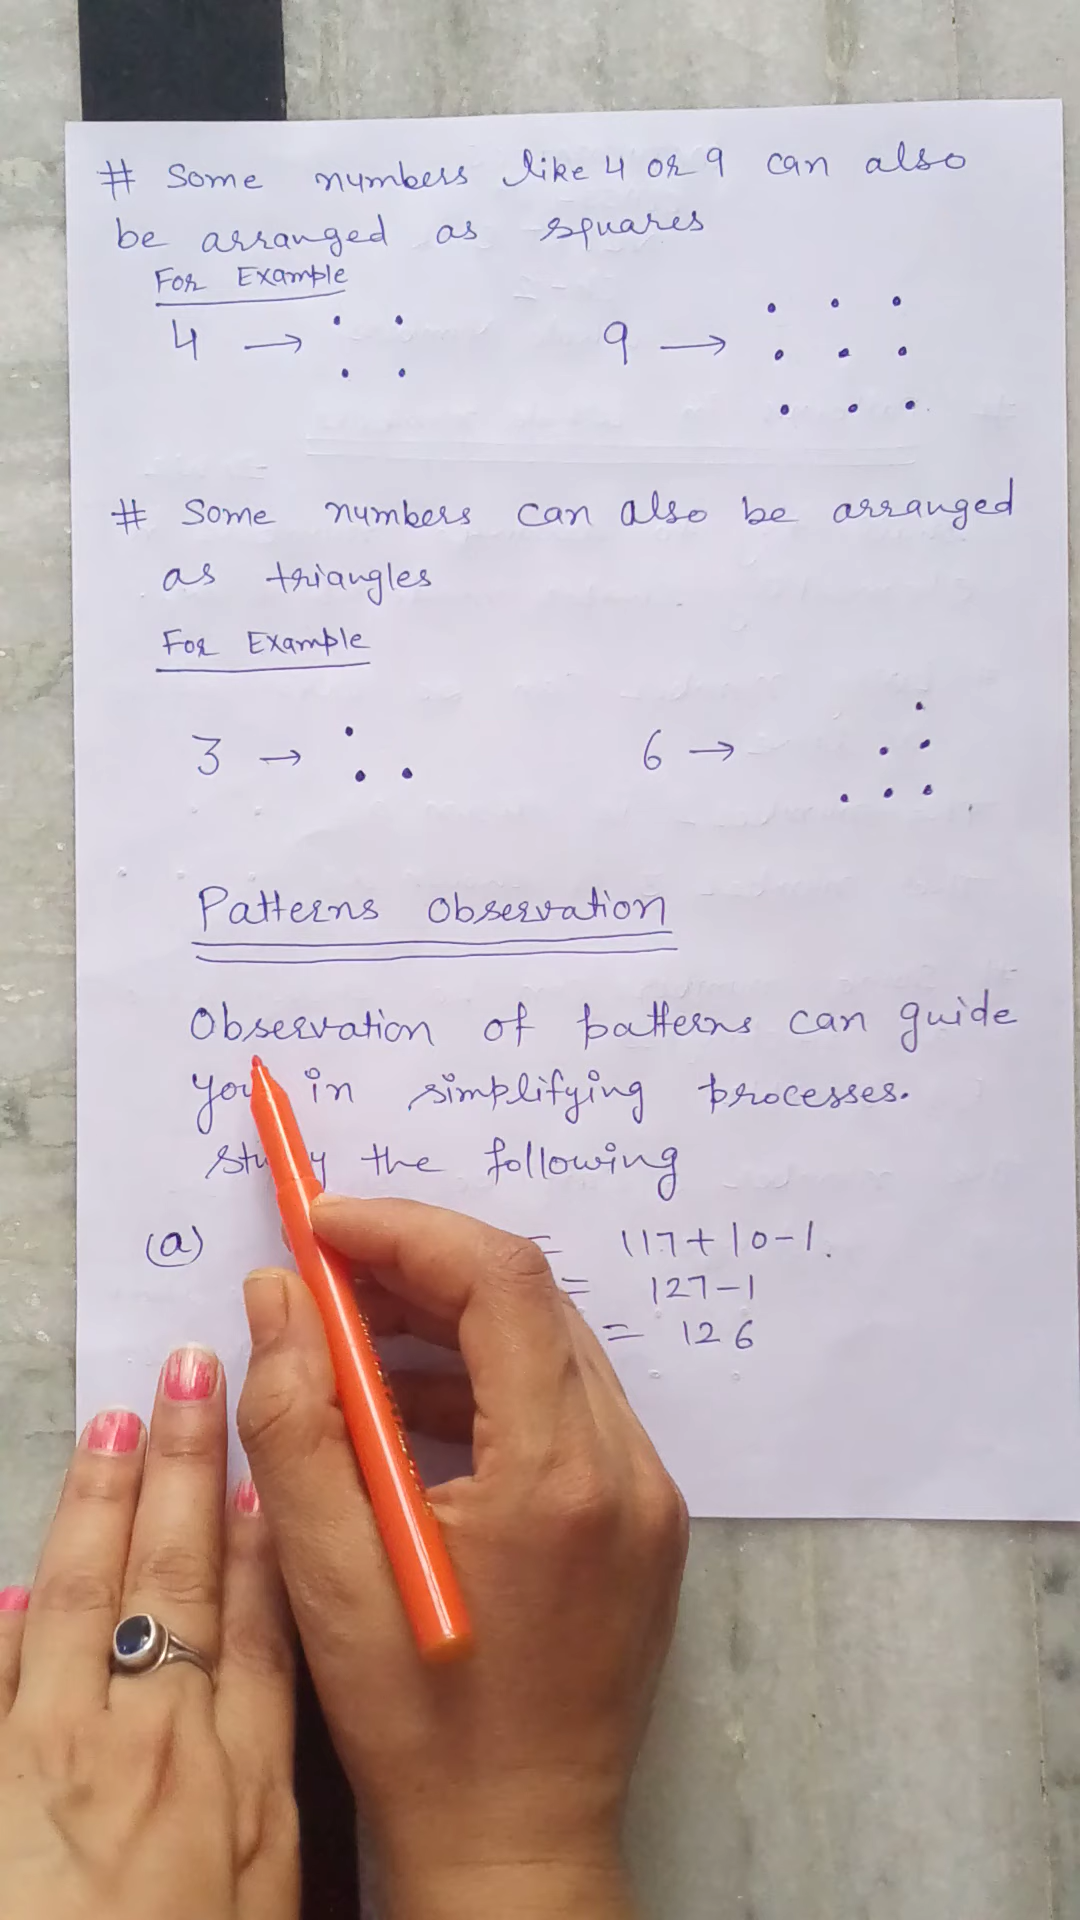 # Some numbers like 4 or 9 can also
be arranged as squares
For Example
4 → 9 →
# Some numbers can also be arranged
as triangles
For Example
3 → 6 →
Patterns Observation
Observation of patterns can guide
you in simplifying processes.
study the following
(a) = 117+10-1.
= 127-1
= 126